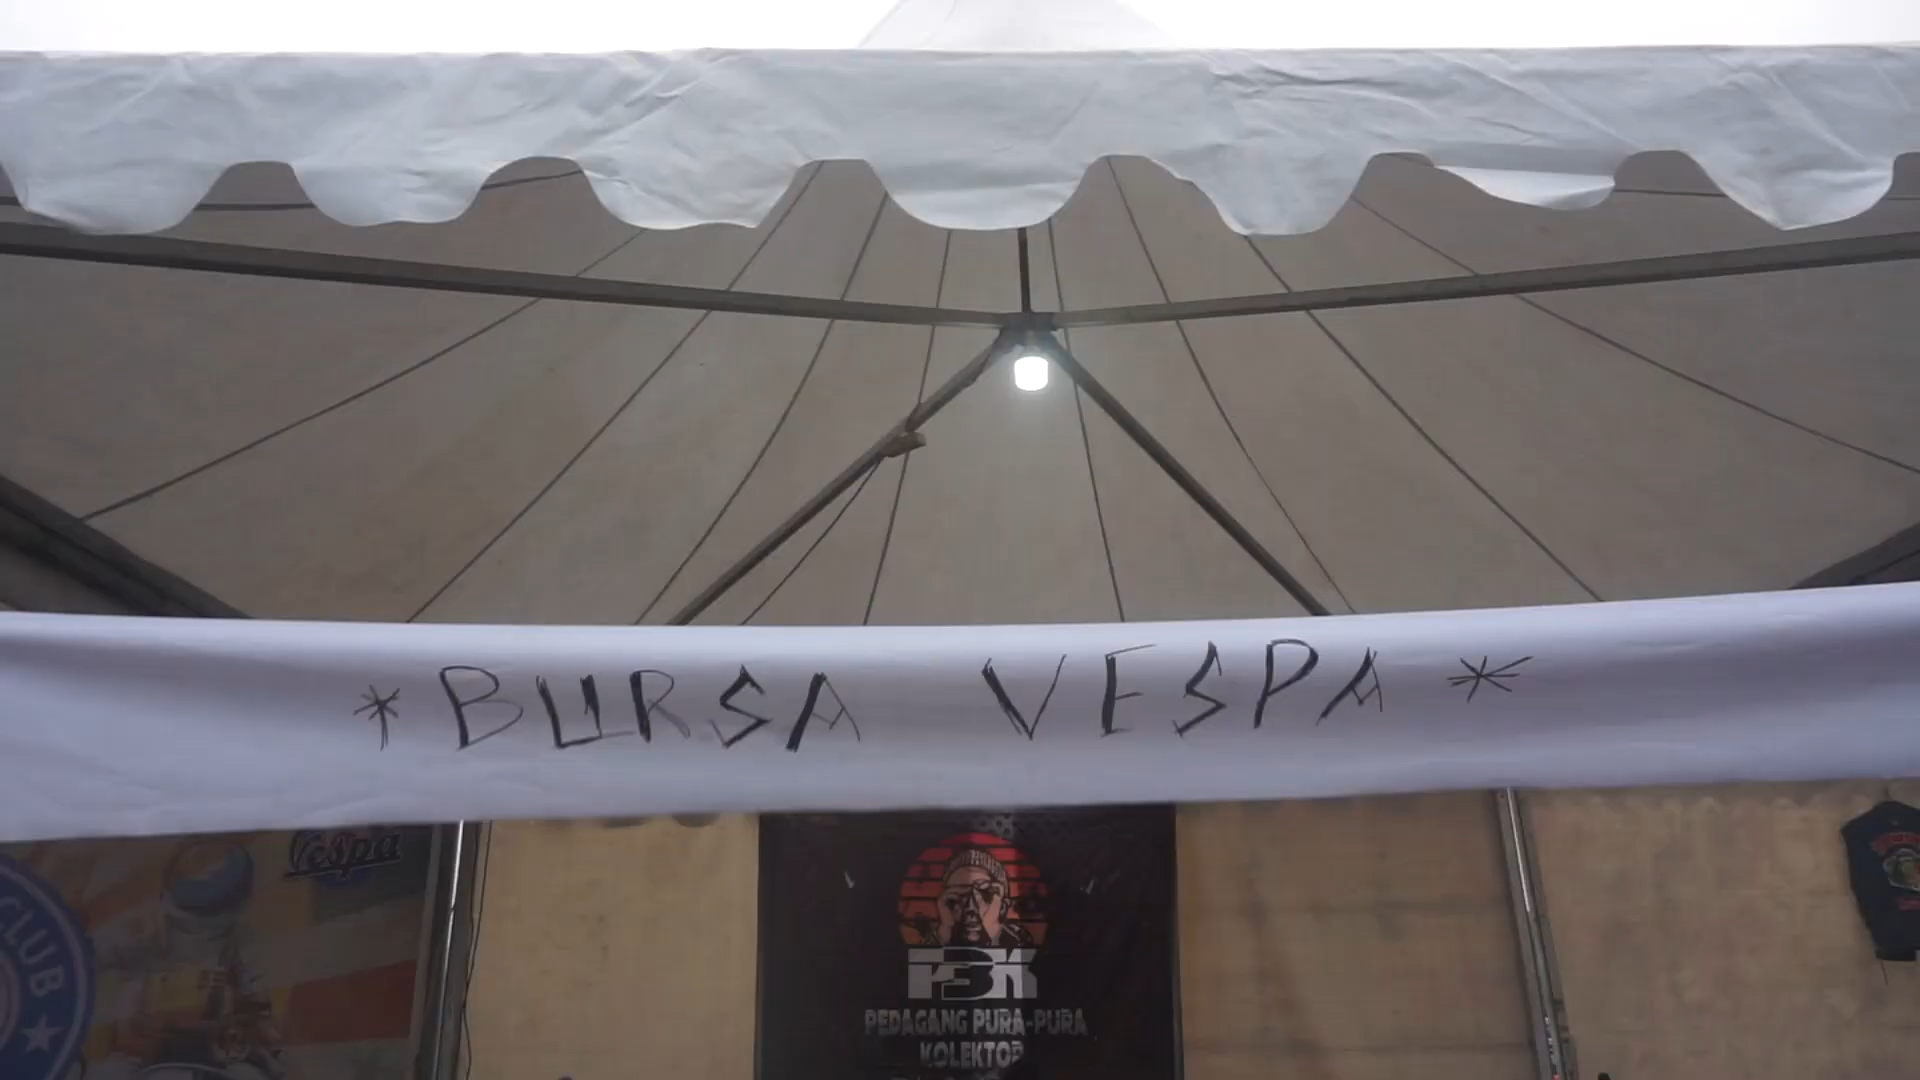 *BURSA VESPA*
Vespa
CLUB
P3K
PEDAGANG PURA-PURA
KOLEKTOR